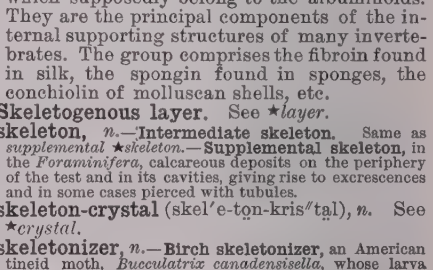 which supposedly belong to the albuminoids.
They are the principal components of the in-
ternal supporting structures of many inverte-
brates. The group comprises the fibroin found
in silk, the spongin found in sponges, the
conchiolin of molluscan shells, etc.
Skeletogenous layer. See ★layer.
skeleton, n.—Intermediate skeleton. Same as
supplemental ★skeleton.—Supplemental skeleton, in
the Foraminifera, calcareous deposits on the periphery
of the test and in its cavities, giving rise to excrescences
and in some cases pierced with tubules.
skeleton-crystal (skel′e-tọn-kris″tạl), n. See
★crystal.
skeletonizer, n.—Birch skeletonizer, an American
tineid moth, Bucculatrix canadensisella, whose larva